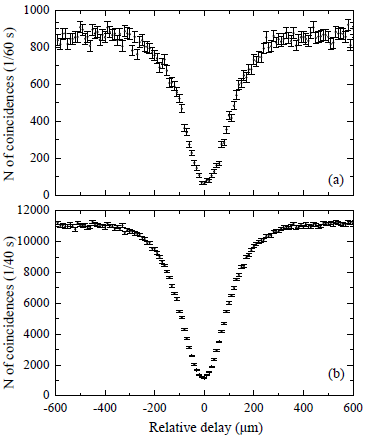 1000
800
600
400
200
0
N of coincidences (1/60 s)
(a)
12000
10000
8000
6000
4000
2000
0
N of coincidences (1/40 s)
(b)
-600 -400 -200 0 200 400 600
Relative delay (μm)